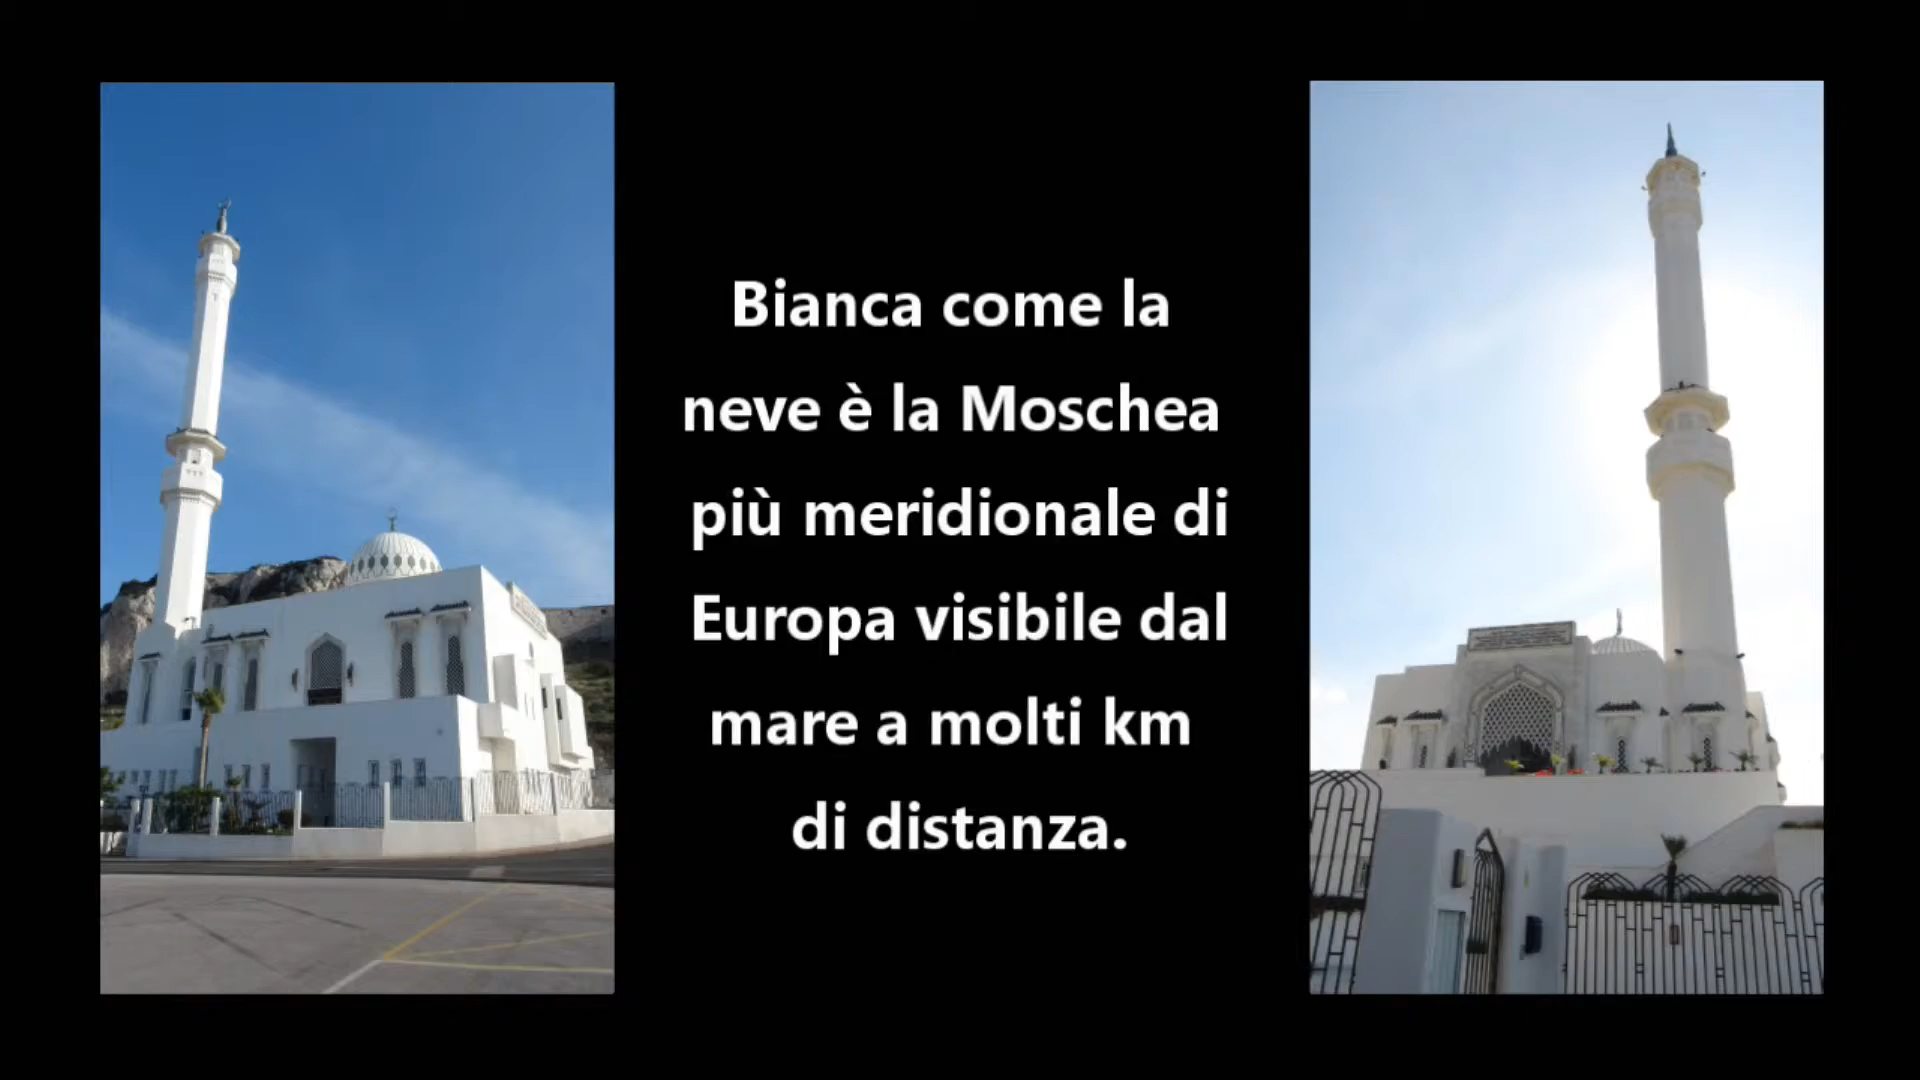 Bianca come la
neve è la Moschea
più meridionale di
Europa visibile dal
mare a molti km
di distanza.